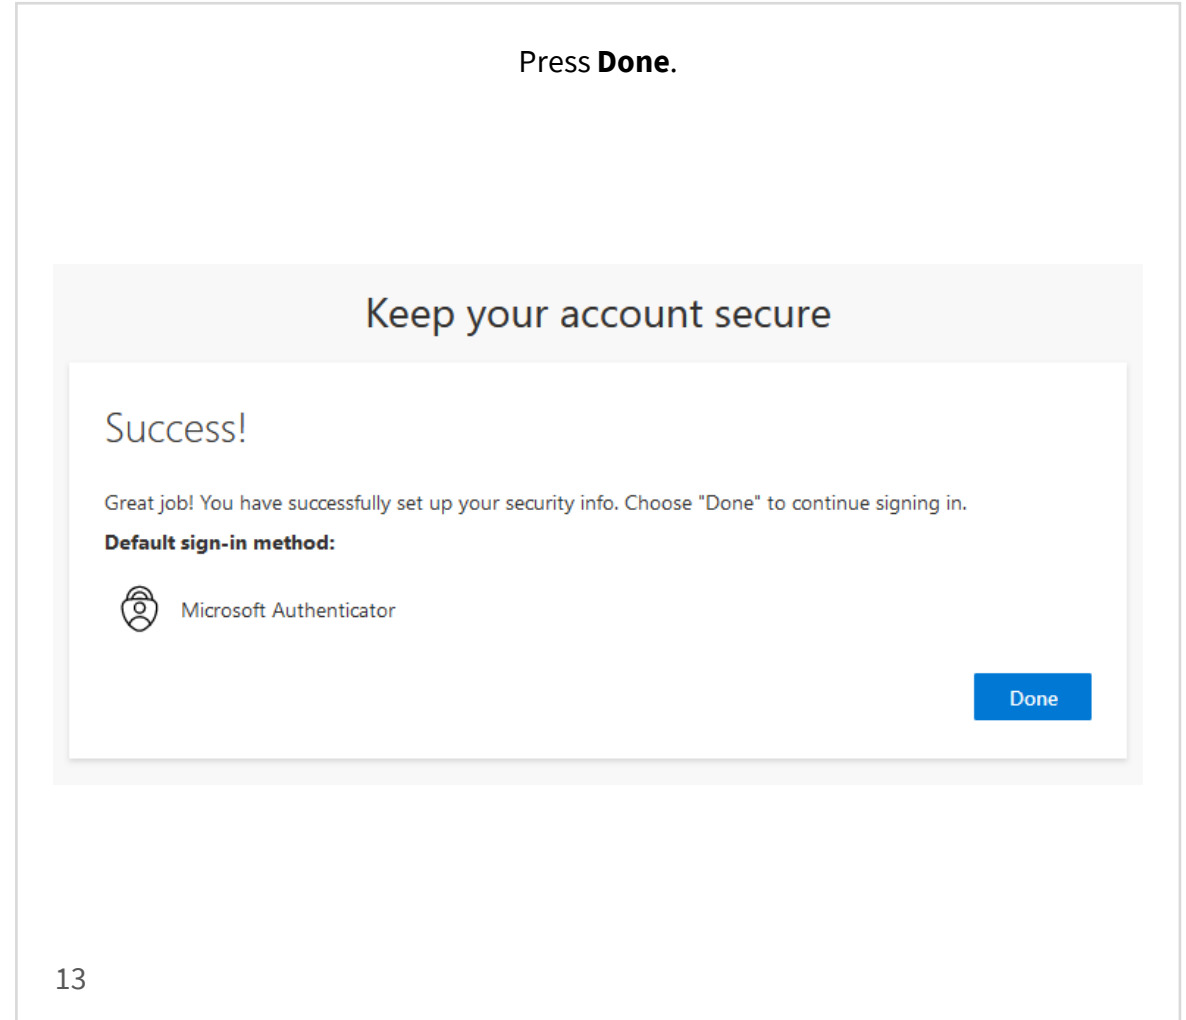 Press Done.
Keep your account secure
Success!
Great job! You have successfully set up your security info. Choose "Done" to continue signing in.
Default sign-in method:
Microsoft Authenticator
Done
13